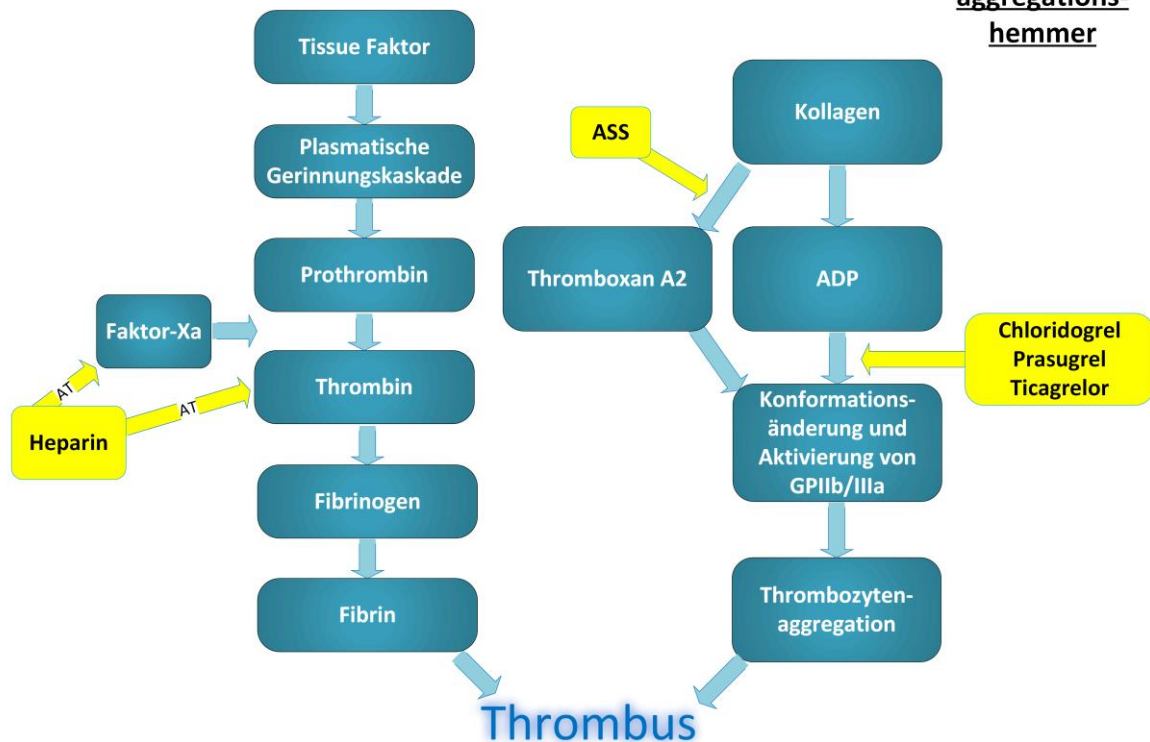 aggregations-
hemmer
Tissue Faktor
Plasmatische
Gerinnungskaskade
Prothrombin
Faktor-Xa
AT
AT
Heparin
Thrombin
Fibrinogen
Fibrin
ASS
Kollagen
Thromboxan A2
ADP
Chloridogrel
Prasugrel
Ticagrelor
Konformations-
änderung und
Aktivierung von
GPIIb/IIIa
Thrombozyten-
aggregation
Thrombus